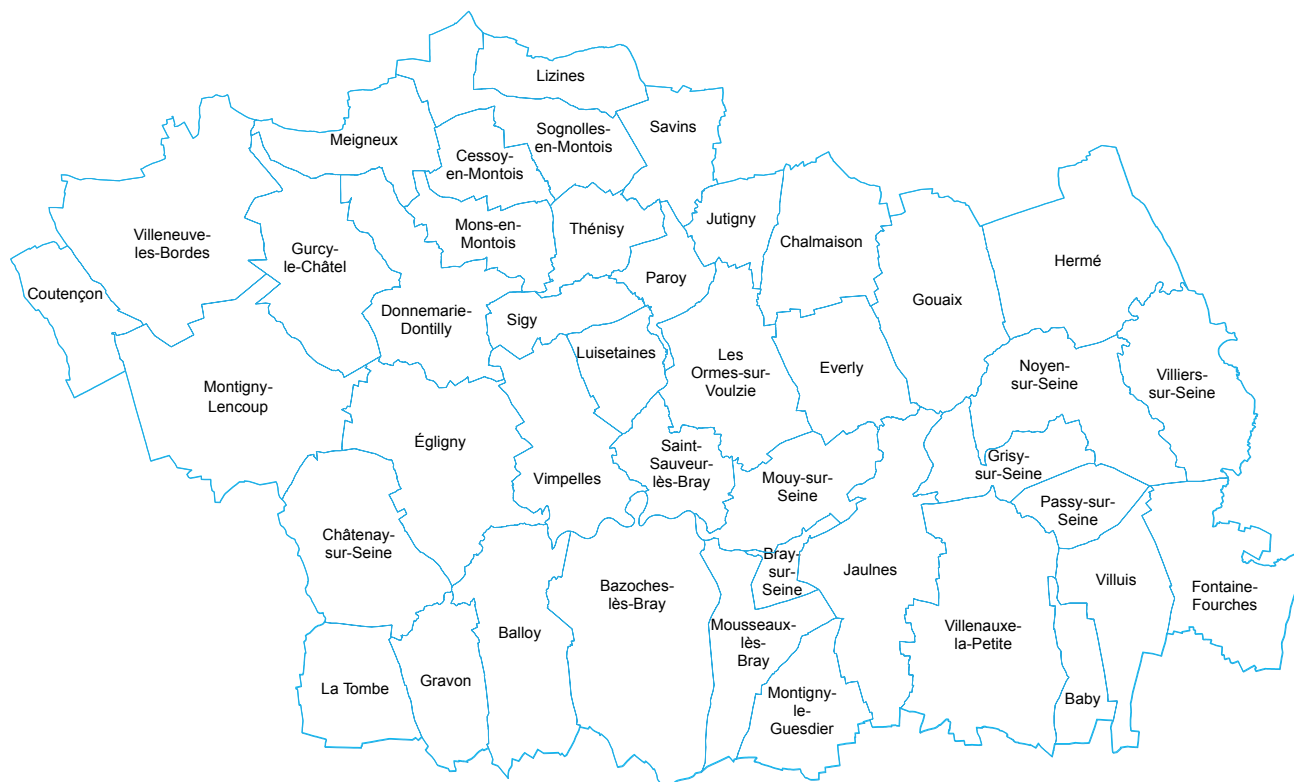 Lizines
Savins
Sognolles-
en-Montois
Meigneux
Cessoy-
en-Montois
Villeneuve-
les-Bordes
Gurcy-
le-Châtel
Mons-en-
Montois
Thénisy
Jutigny
Chalmaison
Hermé
Coutençon
Donnemarie-
Dontilly
Paroy
Gouaix
Sigy
Luisetaines
Les
Ormes-sur-
Voulzie
Everly
Noyen-
sur-Seine
Villiers-
sur-Seine
Montigny-
Lencoup
Égligny
Vimpelles
Saint-
Sauveur-
lès-Bray
Mouy-sur-
Seine
Grisy-
sur-Seine
Passy-sur-
Seine
Châtenay-
sur-Seine
Bazoches-
lès-Bray
Bray-
sur-
Seine
Jaulnes
Villuis
Fontaine-
Fourches
Balloy
Mousseaux-
lès-
Bray
Villenauxe-
la-Petite
La Tombe
Gravon
Montigny-
le-
Guesdier
Baby